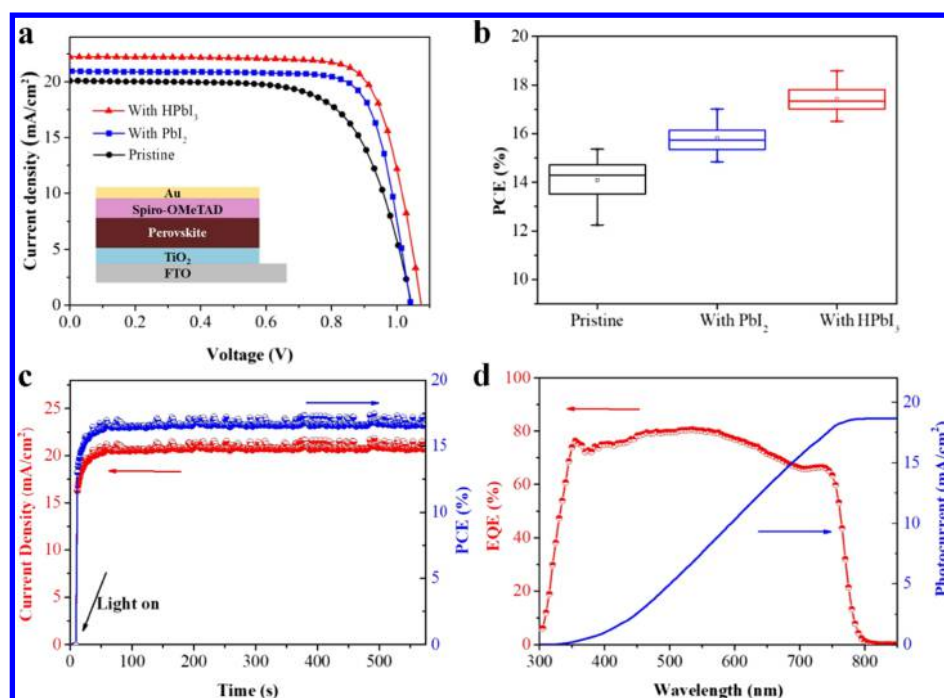 a
Current density (mA/cm²)
20
15
10
5
0
With HPbI₃
With PbI₂
Pristine
Au
Spiro-OMeTAD
Perovskite
TiO₂
FTO
0.0 0.2 0.4 0.6 0.8 1.0
Voltage (V)
b
PCE (%)
20
18
16
14
12
10
Pristine With PbI₂ With HPbI₃
c
Current Density (mA/cm²)
25
20
15
10
5
0
Light on
20
15
10
5
0
PCE (%)
0 100 200 300 400 500
Time (s)
d
EQE (%)
100
80
60
40
20
0
20
15
10
5
0
Photocurrent (mA/cm²)
300 400 500 600 700 800
Wavelength (nm)